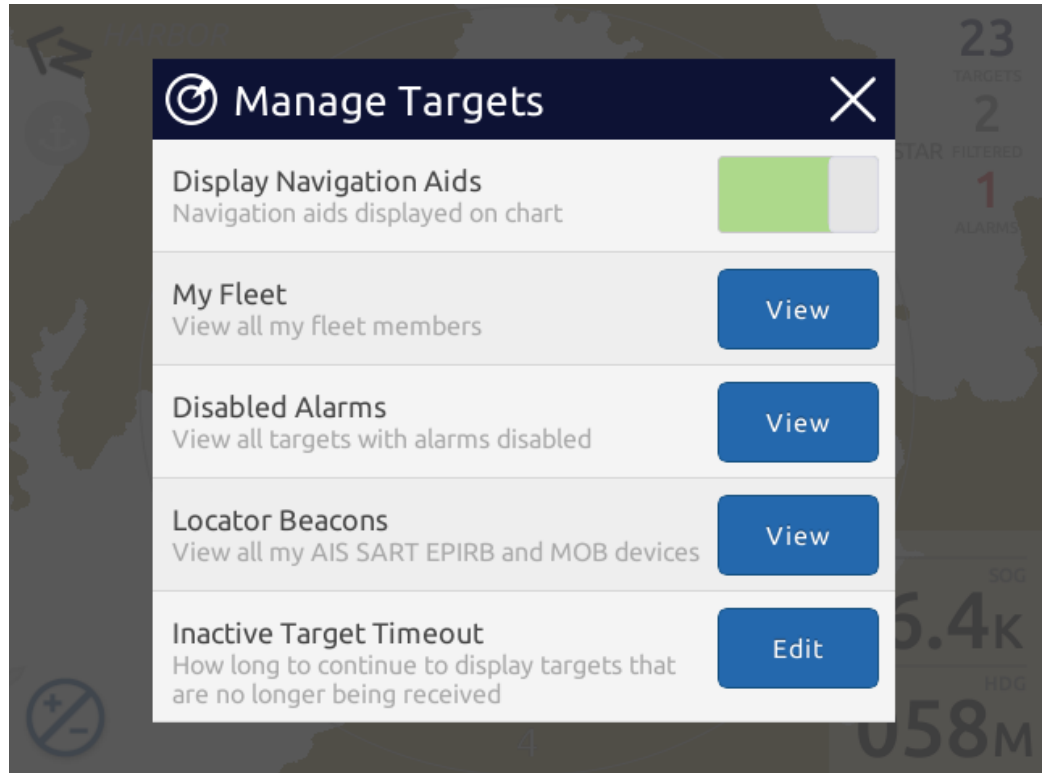 23
TARGETS
2
STAR FILTERED
1
ALARMS
Manage Targets
Display Navigation Aids
Navigation aids displayed on chart
My Fleet
View all my fleet members
View
Disabled Alarms
View all targets with alarms disabled
View
Locator Beacons
View all my AIS SART EPIRB and MOB devices
View
Inactive Target Timeout
How long to continue to display targets that
are no longer being received
Edit
SOG
6.4K
HDG
058M
4